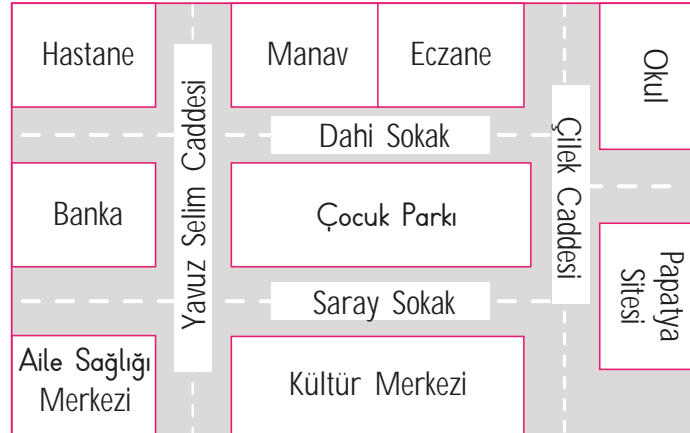 Hastane
Manav
Eczane
Okul
Yavuz Selim Caddesi
Dahi Sokak
Çilek Caddesi
Banka
Çocuk Parkı
Papatya
Sitesi
Saray Sokak
Aile Sağlığı
Merkezi
Kültür Merkezi